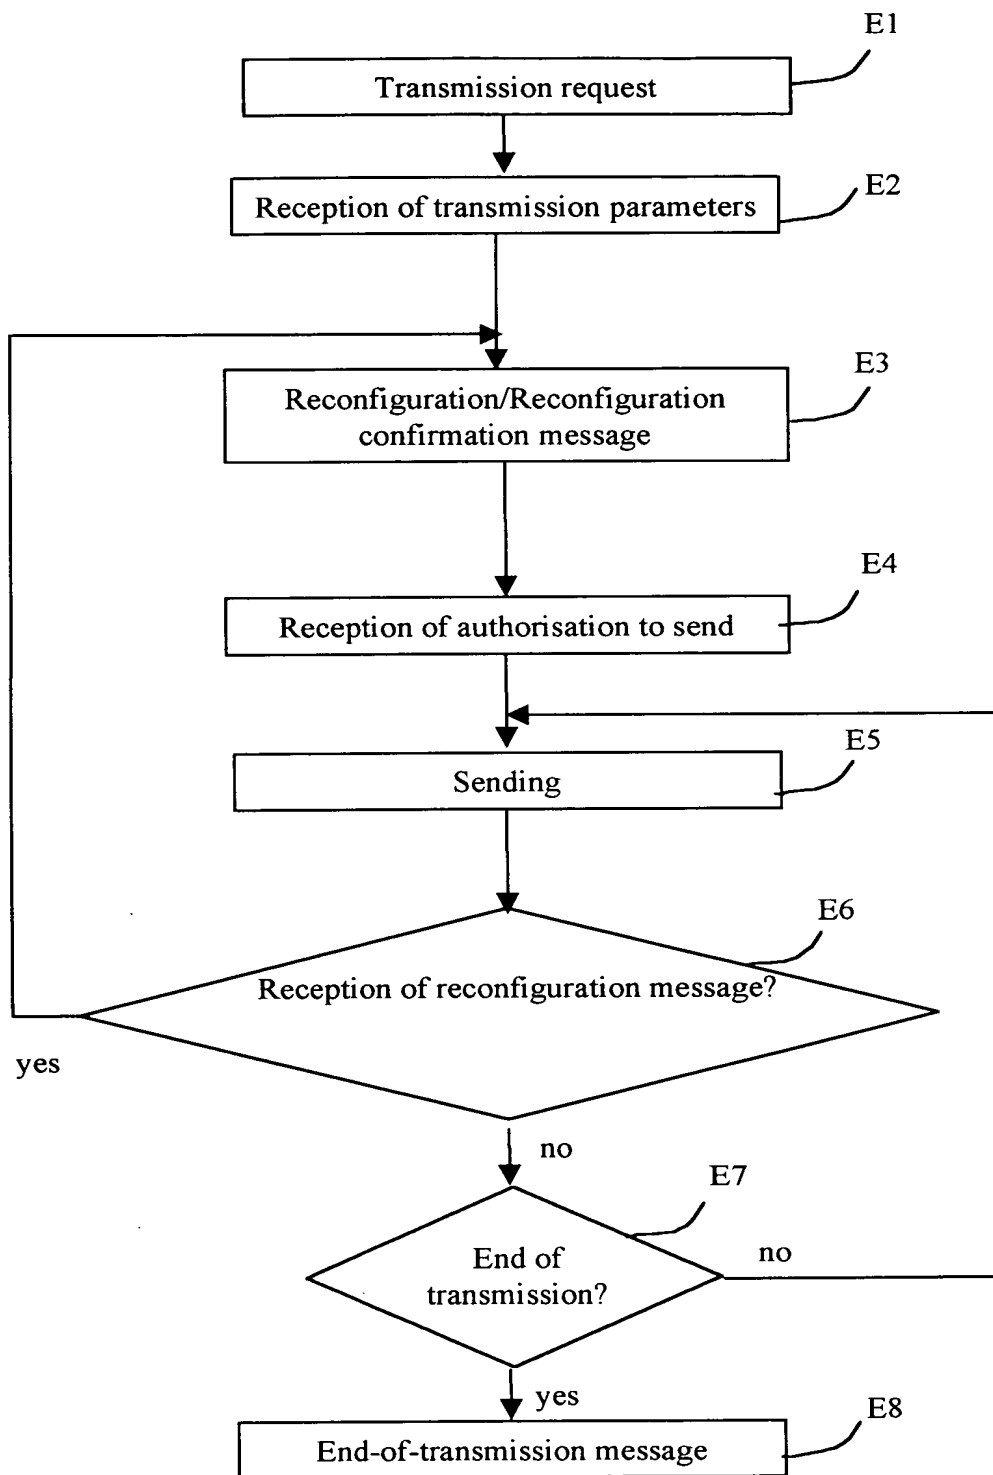 E1
Transmission request
E2
Reception of transmission parameters
E3
Reconfiguration/Reconfiguration
confirmation message
E4
Reception of authorisation to send
E5
Sending
E6
Reception of reconfiguration message?
yes
no
E7
End of
transmission?
no
yes
E8
End-of-transmission message